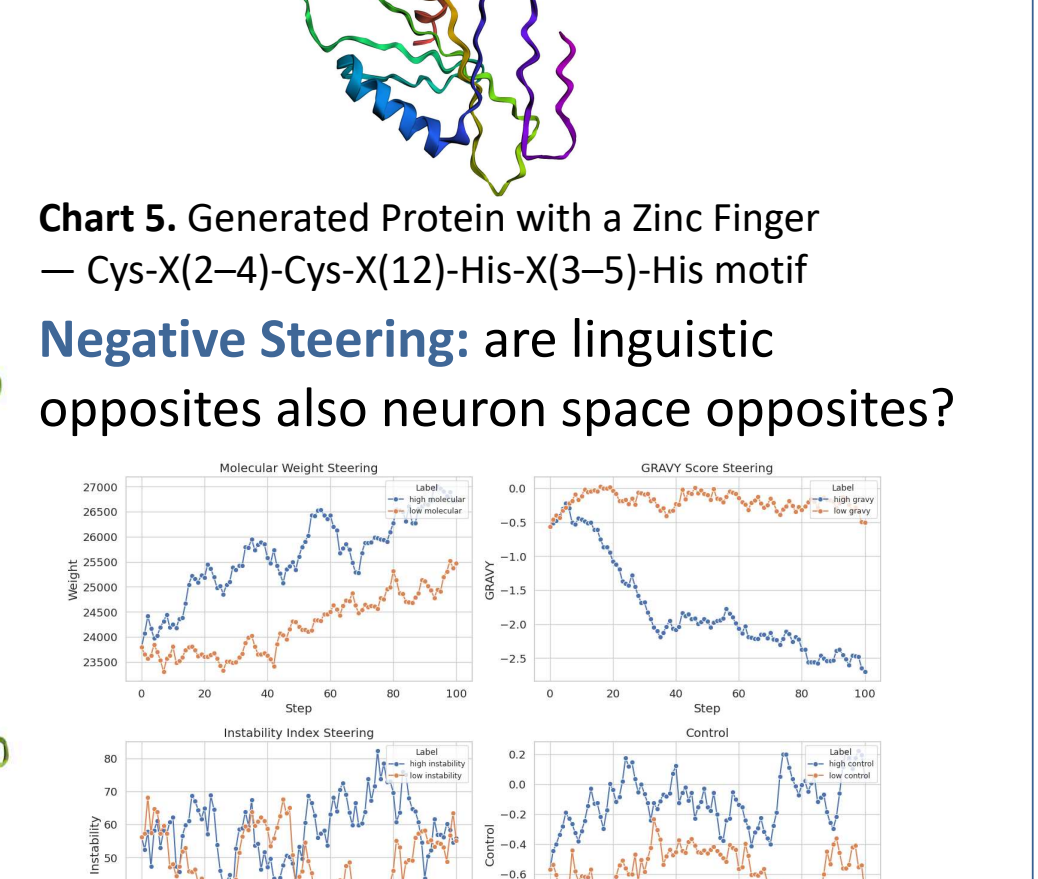 Chart 5. Generated Protein with a Zinc Finger
— Cys-X(2–4)-Cys-X(12)-His-X(3–5)-His motif
Negative Steering: are linguistic
opposites also neuron space opposites?
Molecular Weight Steering
Label
high molecular
low molecular
27000
26500
26000
25500
25000
24500
24000
23500
Weight
0 20 40 60 80 100
Step
GRAVY Score Steering
Label
high gravy
low gravy
0.0
−0.5
−1.0
−1.5
−2.0
−2.5
GRAVY
0 20 40 60 80 100
Step
Instability Index Steering
Label
high instability
low instability
80
70
60
50
Instability
Control
Label
high control
low control
0.2
0.0
−0.2
−0.4
−0.6
Control